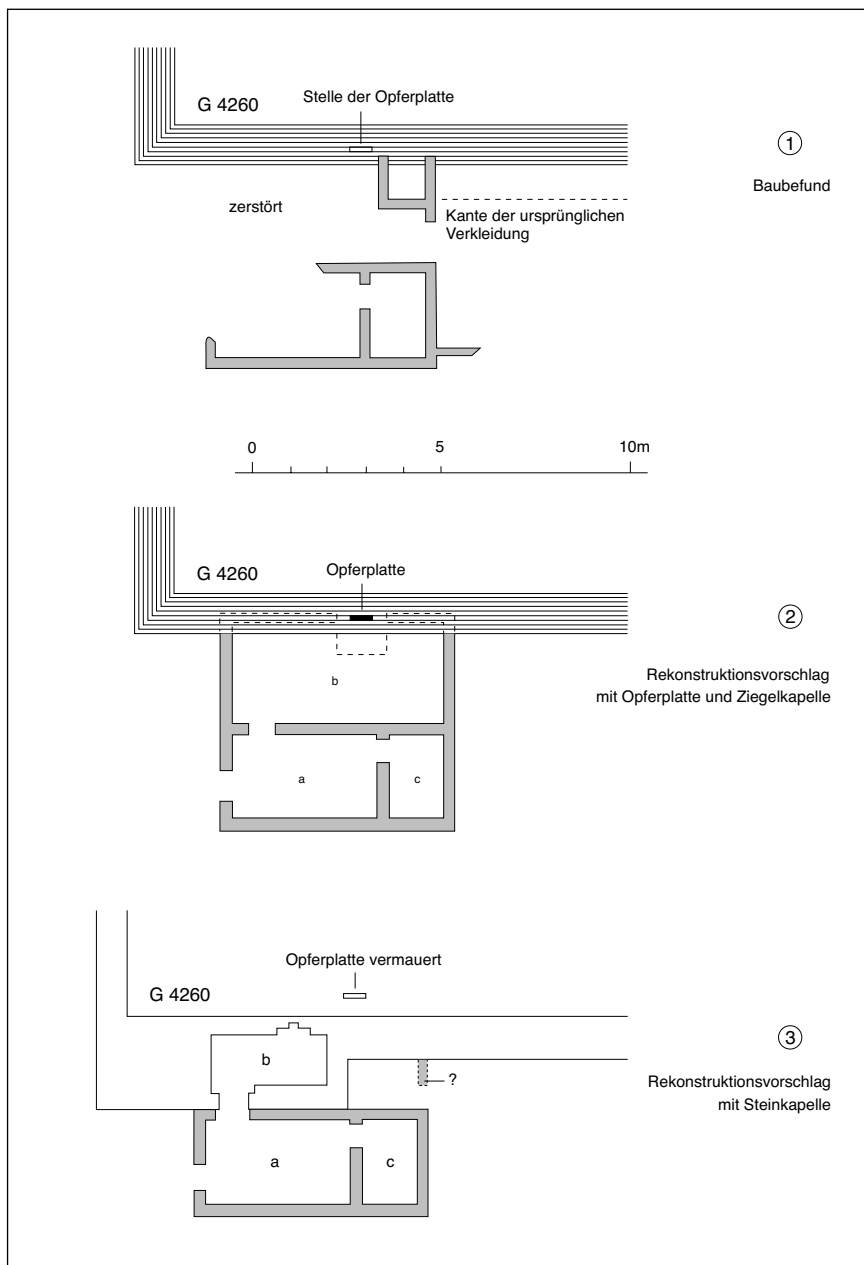 G 4260
Stelle der Opferplatte
1
Baubefund
zerstört
Kante der ursprünglichen
Verkleidung
0 5 10m
G 4260
Opferplatte
2
Rekonstruktionsvorschlag
mit Opferplatte und Ziegelkapelle
b
a
c
Opferplatte vermauert
G 4260
3
b
?
Rekonstruktionsvorschlag
mit Steinkapelle
a
c